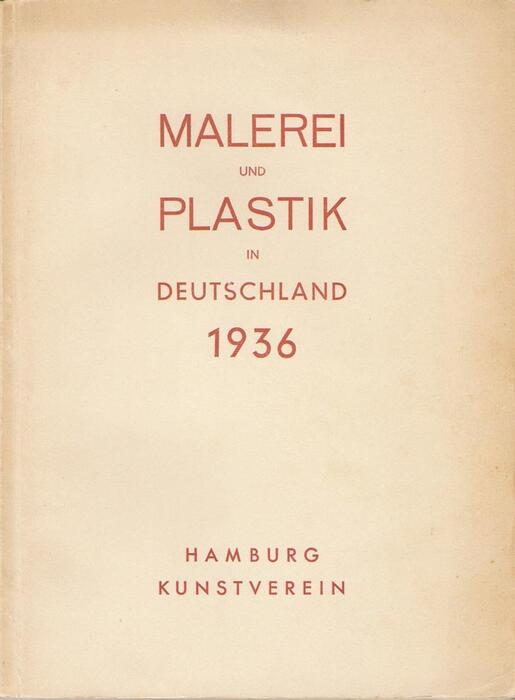 MALEREI
UND
PLASTIK
IN
DEUTSCHLAND
1936
HAMBURG
KUNSTVEREIN